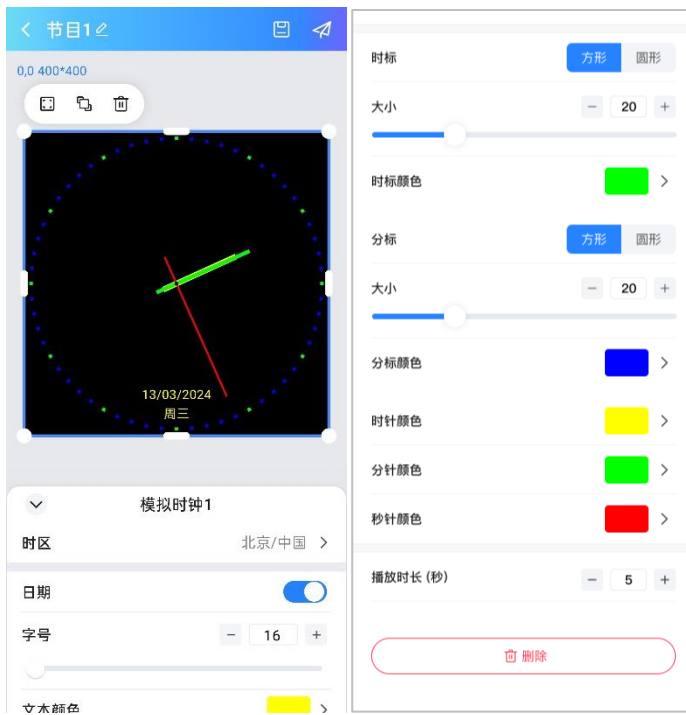 节目1
0,0 400*400
13/03/2024
周三
模拟时钟1
时区 北京/中国
日期
字号 − 16 +
文本颜色
时标 方形 圆形
大小 − 20 +
时标颜色
分标 方形 圆形
大小 − 20 +
分标颜色
时针颜色
分针颜色
秒针颜色
播放时长 (秒) − 5 +
删除